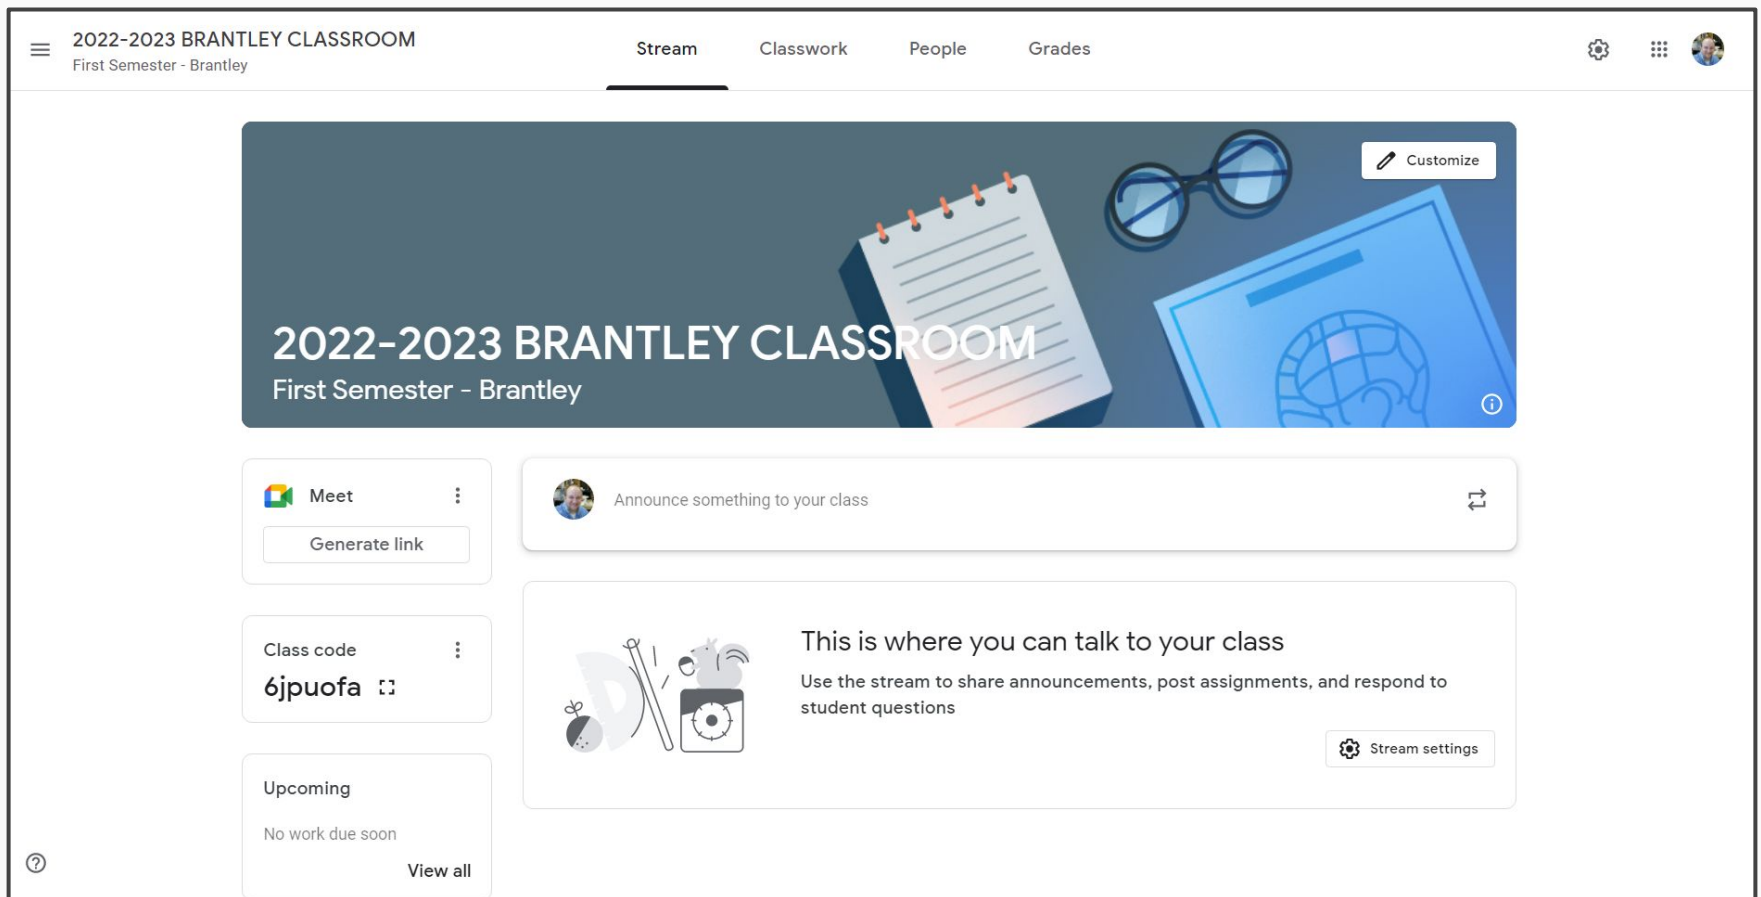 2022-2023 BRANTLEY CLASSROOM
First Semester - Brantley
Stream
Classwork
People
Grades
Customize
2022-2023 BRANTLEY CLASSROOM
First Semester - Brantley
Meet
Generate link
Announce something to your class
Class code
6jpuofa
This is where you can talk to your class
Use the stream to share announcements, post assignments, and respond to
student questions
Stream settings
Upcoming
No work due soon
View all